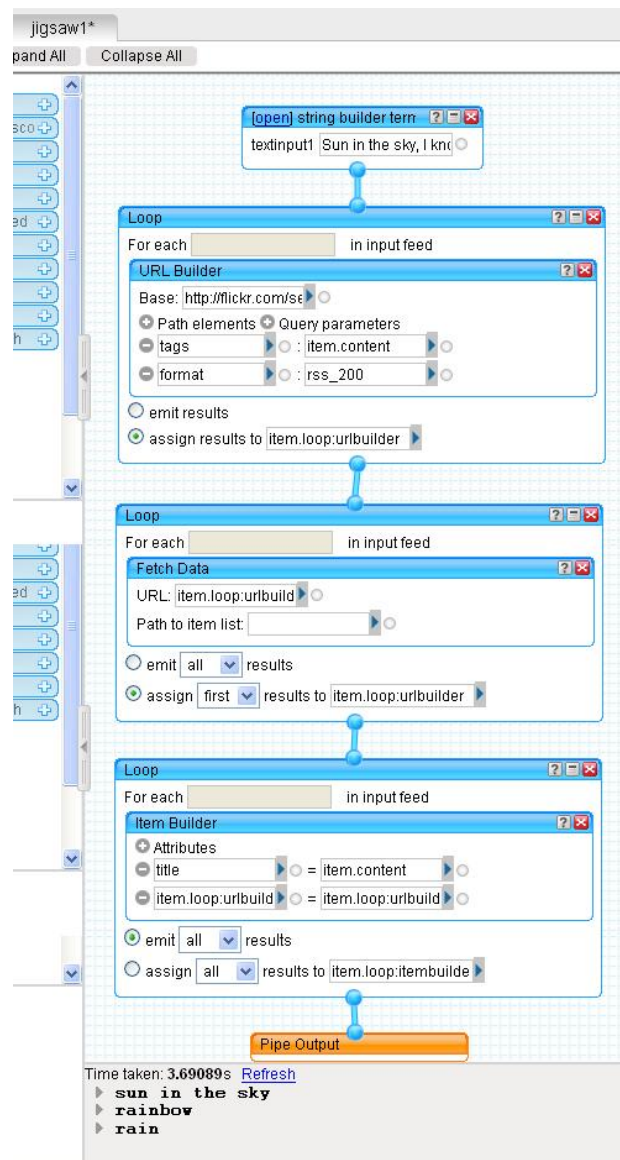 jigsaw1*
pand All Collapse All
sco
ed
h
ed
h
[open] string builder tern
textinput1 Sun in the sky, I kno
Loop
For each in input feed
URL Builder
Base: http://flickr.com/se
Path elements Query parameters
tags : item.content
format : rss_200
emit results
assign results to item.loop:urlbuilder
Loop
For each in input feed
Fetch Data
URL: item.loop:urlbuild
Path to item list:
emit all results
assign first results to item.loop:urlbuilder
Loop
For each in input feed
Item Builder
Attributes
title = item.content
item.loop:urlbuild = item.loop:urlbuild
emit all results
assign all results to item.loop:itembuilde
Pipe Output
Time taken: 3.69089s Refresh
sun in the sky
rainbow
rain